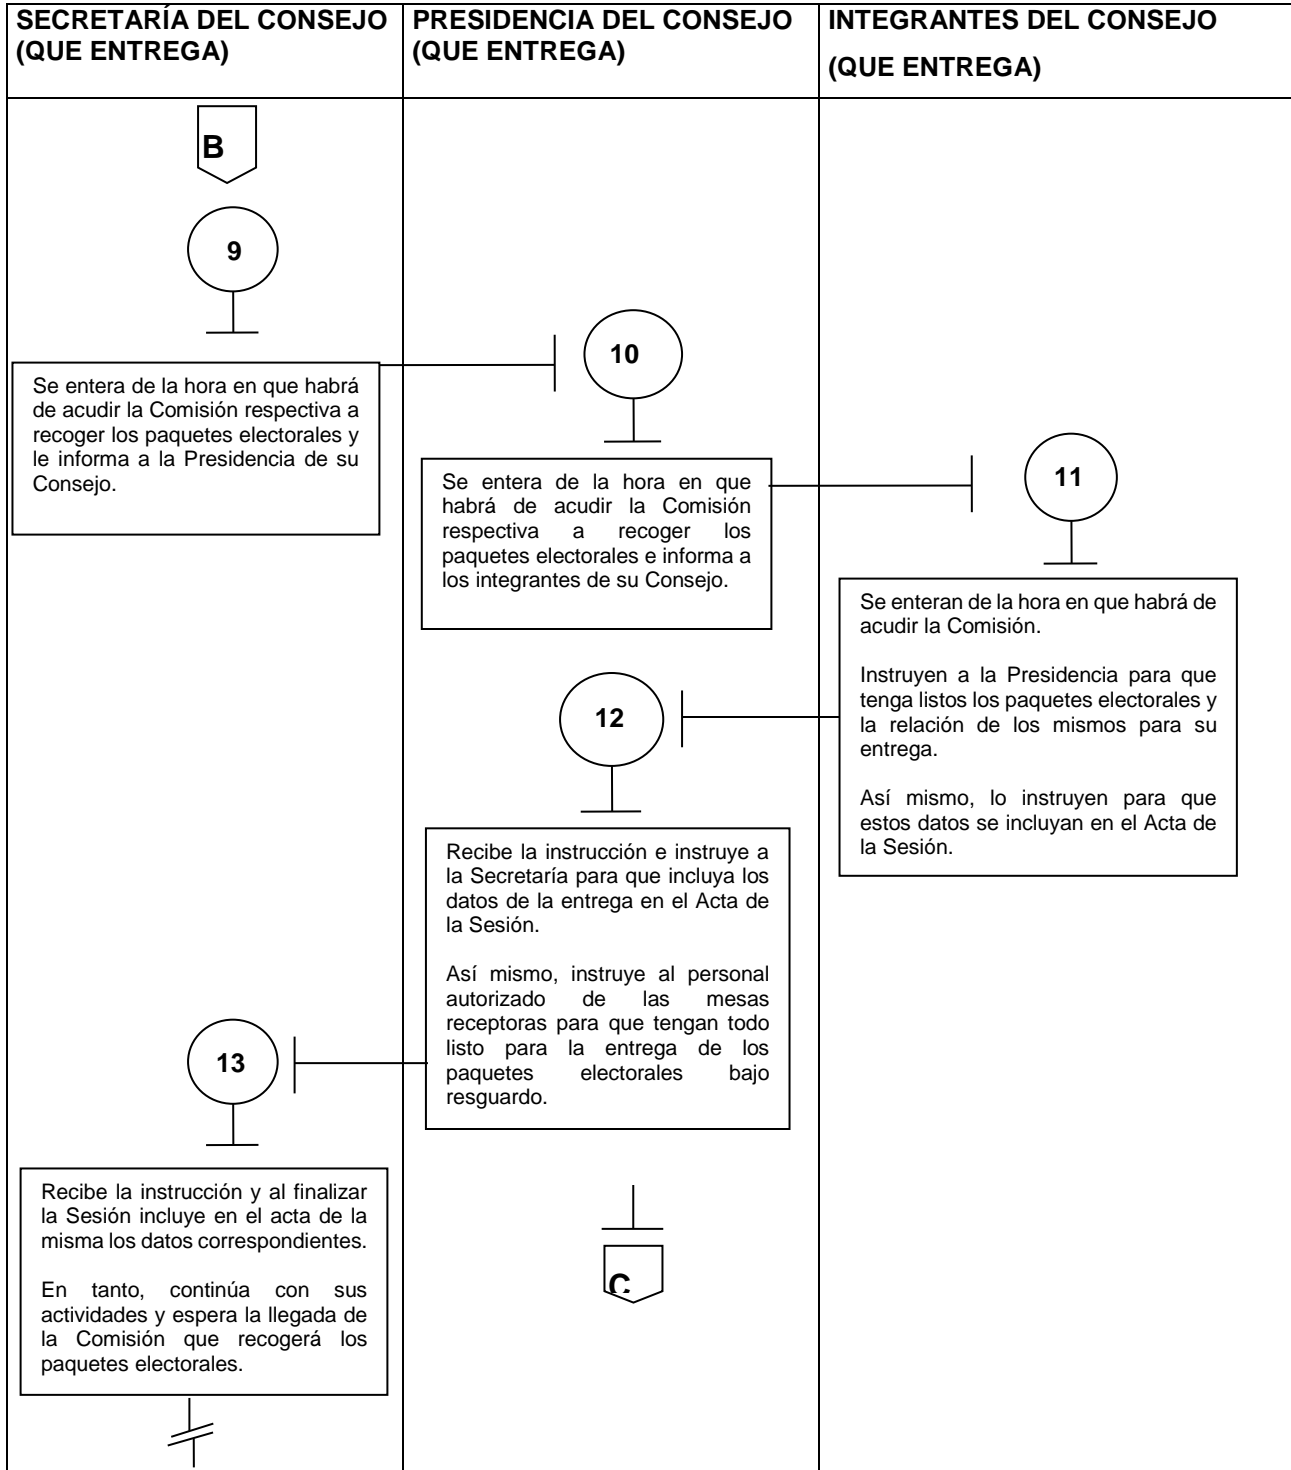 SECRETARÍA DEL CONSEJO
(QUE ENTREGA)
PRESIDENCIA DEL CONSEJO
(QUE ENTREGA)
INTEGRANTES DEL CONSEJO
(QUE ENTREGA)
B
9
Se entera de la hora en que habrá
de acudir la Comisión respectiva a
recoger los paquetes electorales y
le informa a la Presidencia de su
Consejo.
10
Se entera de la hora en que
habrá de acudir la Comisión
respectiva a recoger los
paquetes electorales e informa a
los integrantes de su Consejo.
11
Se enteran de la hora en que habrá de
acudir la Comisión.
Instruyen a la Presidencia para que
tenga listos los paquetes electorales y
la relación de los mismos para su
entrega.
Así mismo, lo instruyen para que
estos datos se incluyan en el Acta de
la Sesión.
12
Recibe la instrucción e instruye a
la Secretaría para que incluya los
datos de la entrega en el Acta de
la Sesión.
Así mismo, instruye al personal
autorizado de las mesas
receptoras para que tengan todo
listo para la entrega de los
paquetes electorales bajo
resguardo.
13
Recibe la instrucción y al finalizar
la Sesión incluye en el acta de la
misma los datos correspondientes.
En tanto, continúa con sus
actividades y espera la llegada de
la Comisión que recogerá los
paquetes electorales.
C